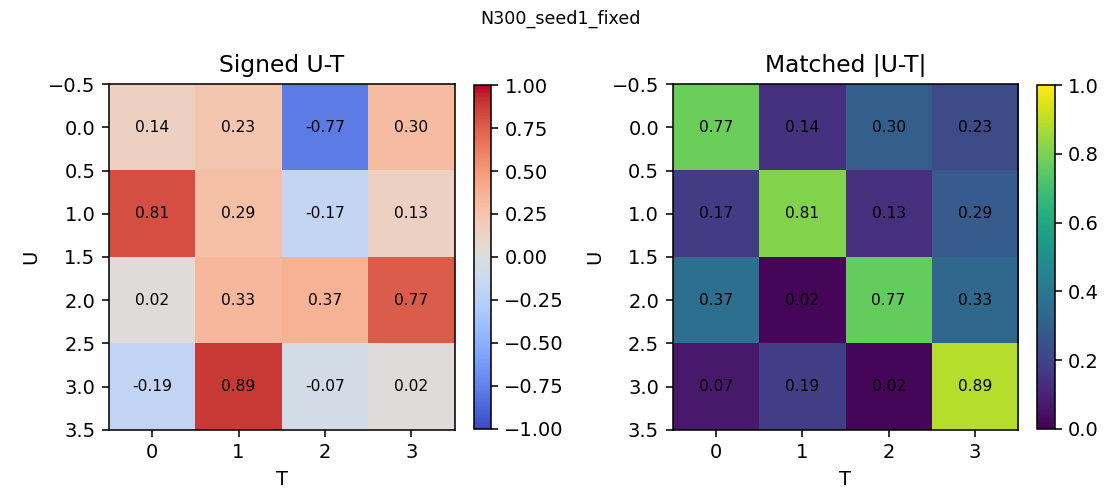 N300_seed1_fixed
Signed U-T
−0.5
0.0
0.5
1.0
1.5
2.0
2.5
3.0
3.5
U
0.14 0.23 -0.77 0.30
0.81 0.29 -0.17 0.13
0.02 0.33 0.37 0.77
-0.19 0.89 -0.07 0.02
0 1 2 3
T
1.00
0.75
0.50
0.25
0.00
−0.25
−0.50
−0.75
−1.00
Matched |U-T|
−0.5
0.0
0.5
1.0
1.5
2.0
2.5
3.0
3.5
U
0.77 0.14 0.30 0.23
0.17 0.81 0.13 0.29
0.37 0.02 0.77 0.33
0.07 0.19 0.02 0.89
0 1 2 3
T
1.0
0.8
0.6
0.4
0.2
0.0